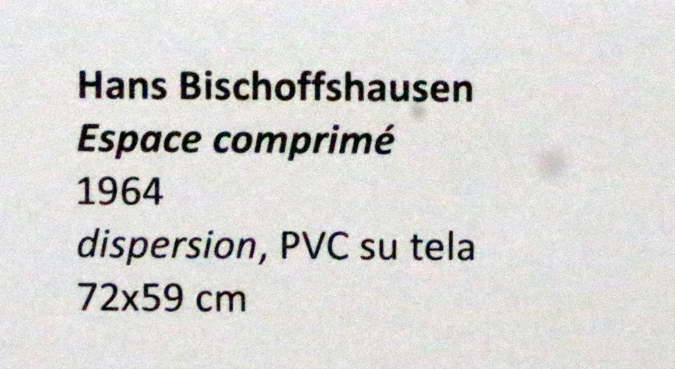 Hans Bischoffshausen
Espace comprimé
1964
dispersion, PVC su tela
72x59 cm